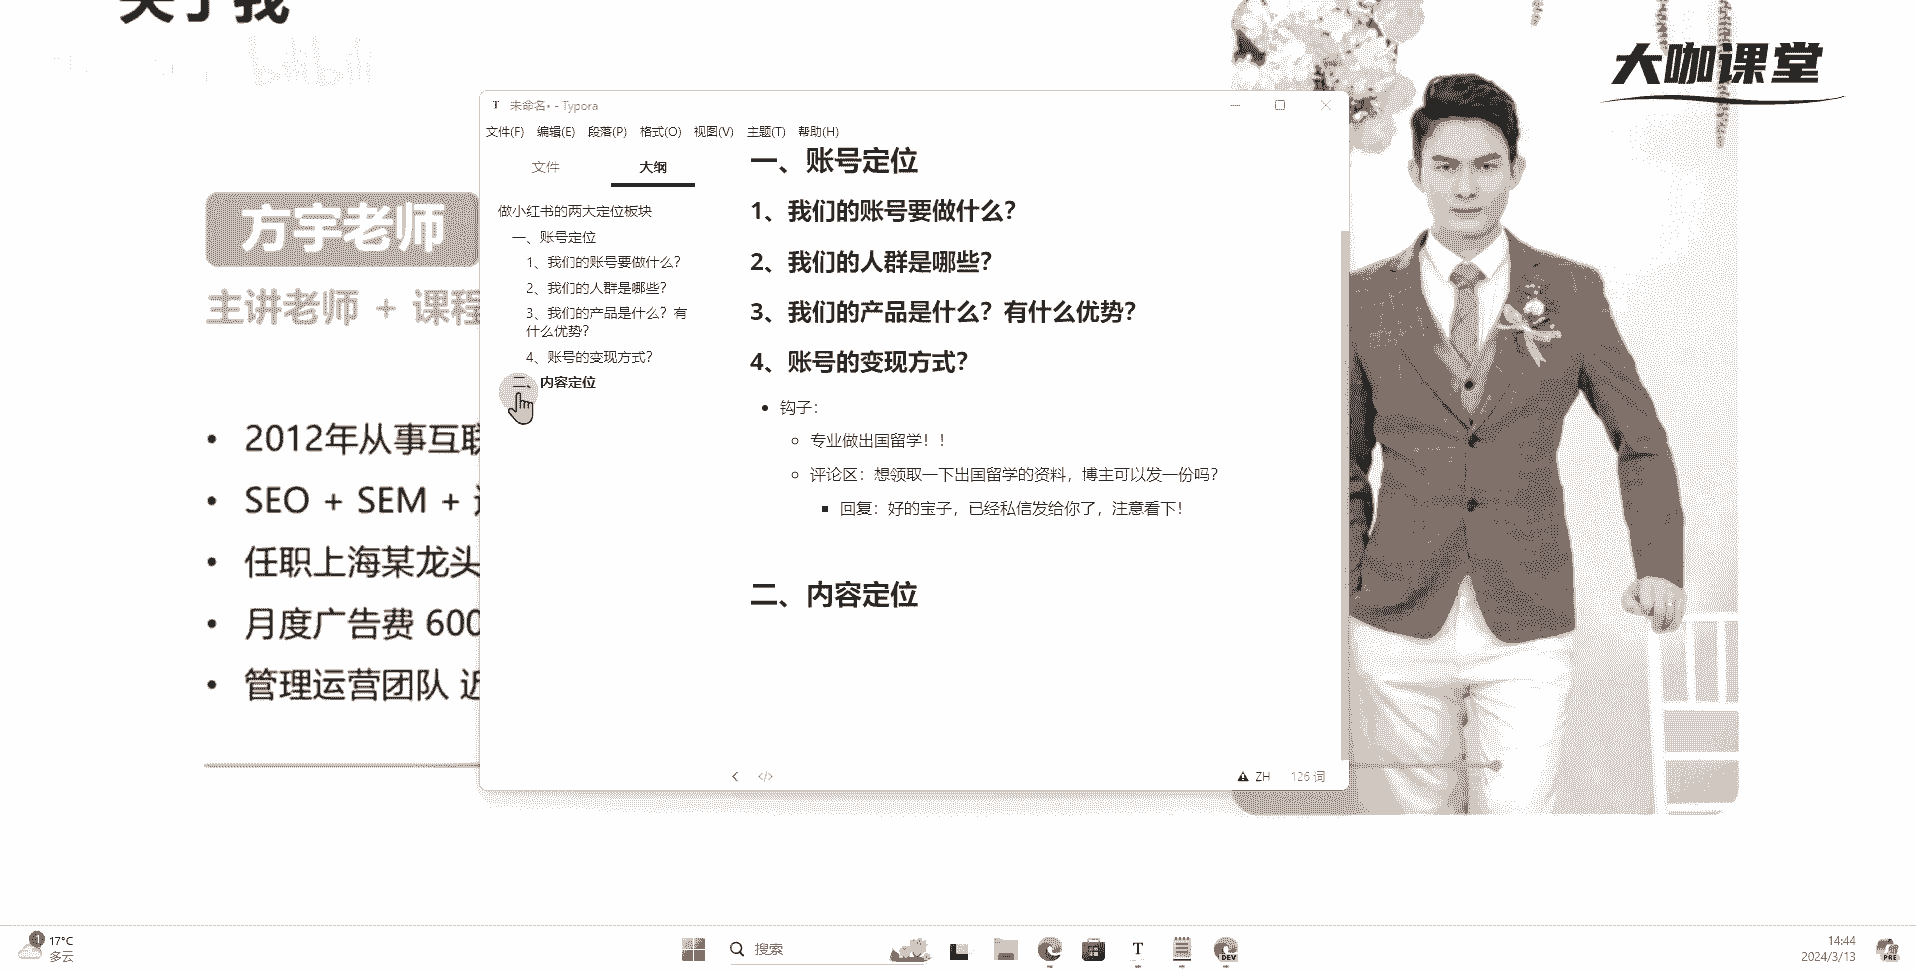 关于我
bilibili
大咖课堂
方宇老师
主讲老师 + 课程
2012年从事互联
SEO + SEM +
任职上海某龙头
月度广告费 600
管理运营团队 近
未命名• - Typora
文件(F) 编辑(E) 段落(P) 格式(O) 视图(V) 主题(T) 帮助(H)
文件 大纲
做小红书的两大定位板块
一、账号定位
1、我们的账号要做什么？
2、我们的人群是哪些？
3、我们的产品是什么？有
什么优势？
4、账号的变现方式？
二、内容定位
一、账号定位
1、我们的账号要做什么？
2、我们的人群是哪些？
3、我们的产品是什么？有什么优势？
4、账号的变现方式？
钩子：
专业做出国留学！！
评论区：想领取一下出国留学的资料，博主可以发一份吗？
回复：好的宝子，已经私信发给你了，注意看下！
二、内容定位
ZH 126 词
1
17°C
多云
搜索
T
DEV
14:44
2024/3/13
PRE